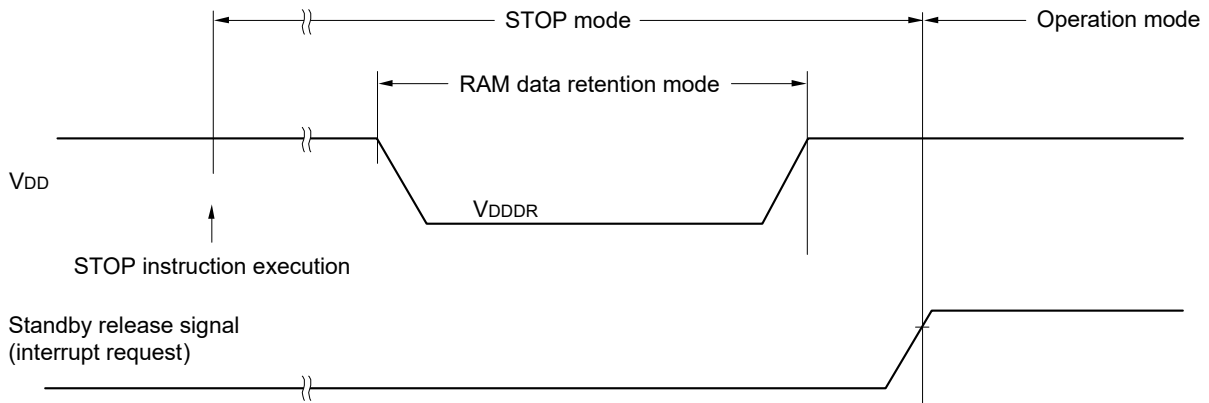 STOP mode
Operation mode
RAM data retention mode
VDD
VDDDR
STOP instruction execution
Standby release signal
(interrupt request)